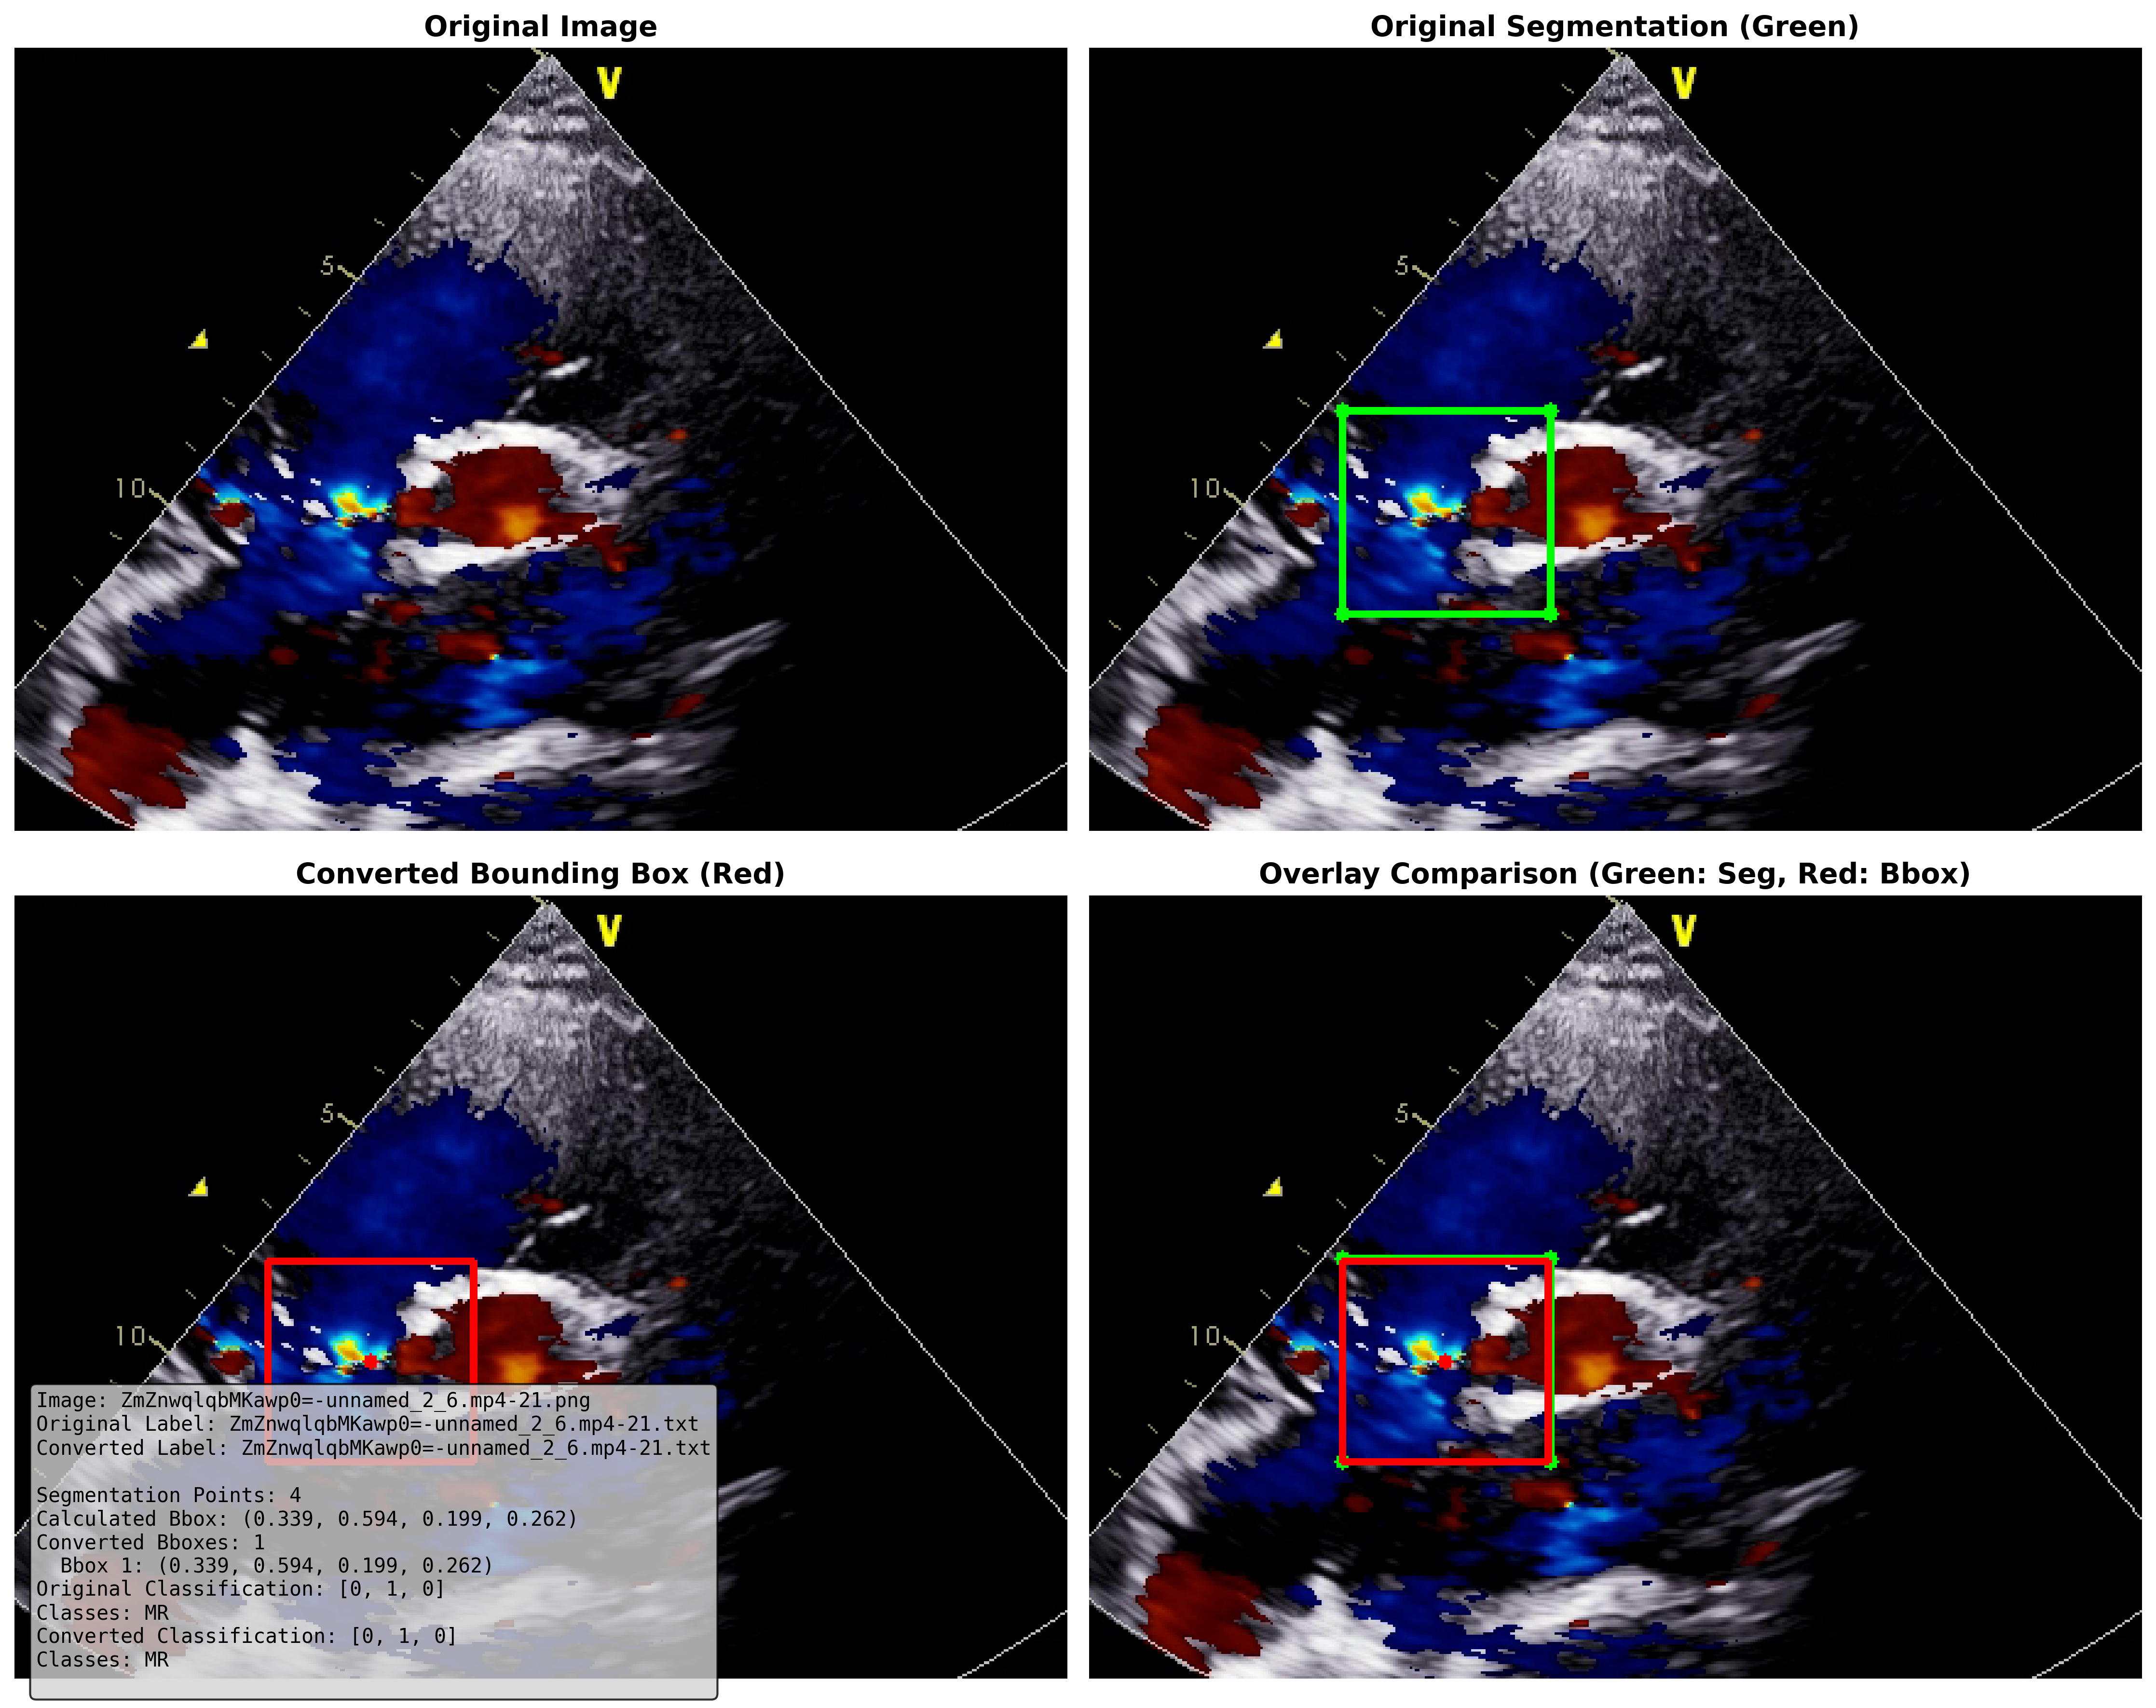 Original Image
Original Segmentation (Green)
V
5
10
V
5
10
Converted Bounding Box (Red)
Overlay Comparison (Green: Seg, Red: Bbox)
V
5
10
V
5
10
Image: ZmZnwqlqbMKawp0=-unnamed_2_6.mp4-21.png
Original Label: ZmZnwqlqbMKawp0=-unnamed_2_6.mp4-21.txt
Converted Label: ZmZnwqlqbMKawp0=-unnamed_2_6.mp4-21.txt
Segmentation Points: 4
Calculated Bbox: (0.339, 0.594, 0.199, 0.262)
Converted Bboxes: 1
Bbox 1: (0.339, 0.594, 0.199, 0.262)
Original Classification: [0, 1, 0]
Classes: MR
Converted Classification: [0, 1, 0]
Classes: MR